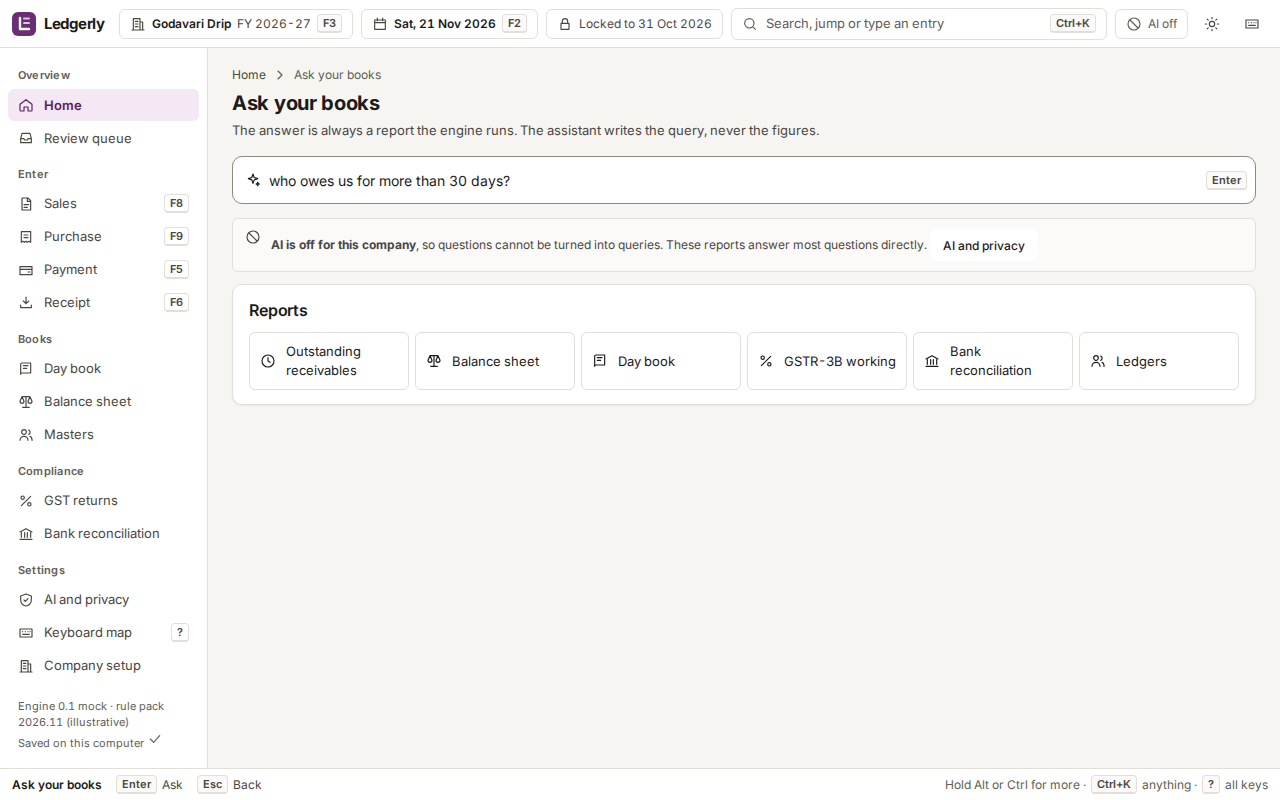 Ledgerly
Godavari Drip FY 2026-27 F3
Sat, 21 Nov 2026 F2
Locked to 31 Oct 2026
Search, jump or type an entry Ctrl+K
AI off
Overview
Home
Review queue
Enter
Sales F8
Purchase F9
Payment F5
Receipt F6
Books
Day book
Balance sheet
Masters
Compliance
GST returns
Bank reconciliation
Settings
AI and privacy
Keyboard map ?
Company setup
Engine 0.1 mock · rule pack
2026.11 (illustrative)
Saved on this computer
Home > Ask your books
Ask your books
The answer is always a report the engine runs. The assistant writes the query, never the figures.
who owes us for more than 30 days? Enter
AI is off for this company, so questions cannot be turned into queries. These reports answer most questions directly. AI and privacy
Reports
Outstanding
receivables
Balance sheet
Day book
GSTR-3B working
Bank
reconciliation
Ledgers
Ask your books Enter Ask Esc Back
Hold Alt or Ctrl for more · Ctrl+K anything · ? all keys